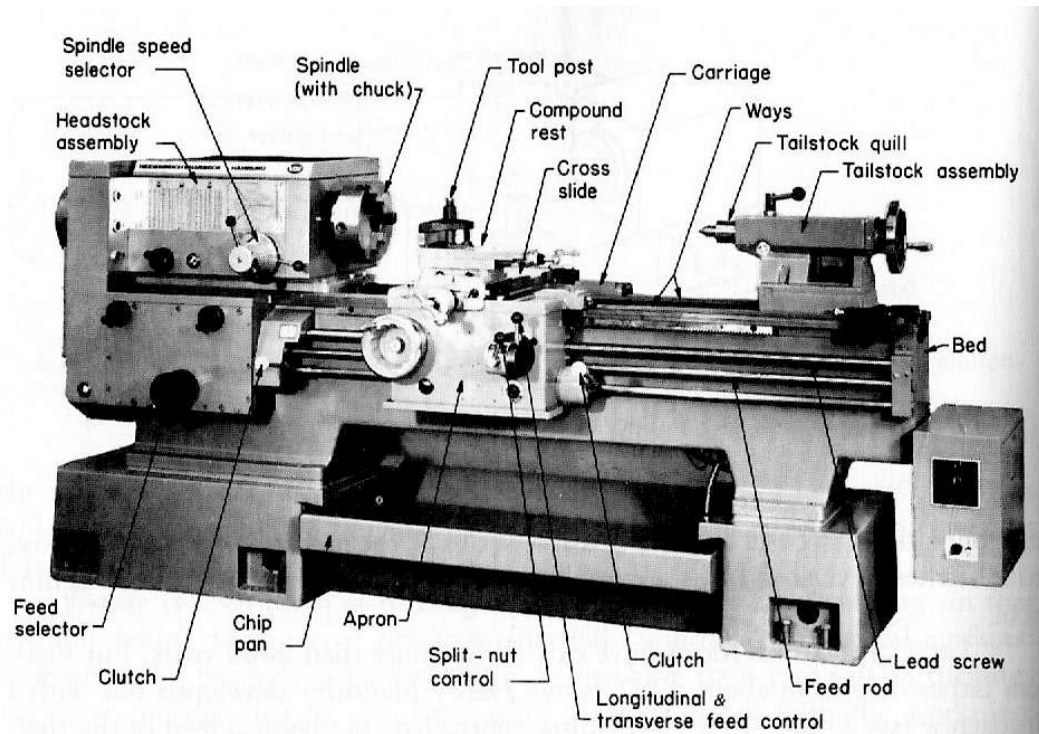 Spindle speed
selector
Spindle
(with chuck)
Tool post
Carriage
Headstock
assembly
Compound
rest
Ways
Cross
slide
Tailstock quill
Tailstock assembly
HAMBURG
Bed
Feed
selector
Chip
pan
Apron
Clutch
Split-nut
control
Clutch
Lead screw
Feed rod
Longitudinal &
transverse feed control